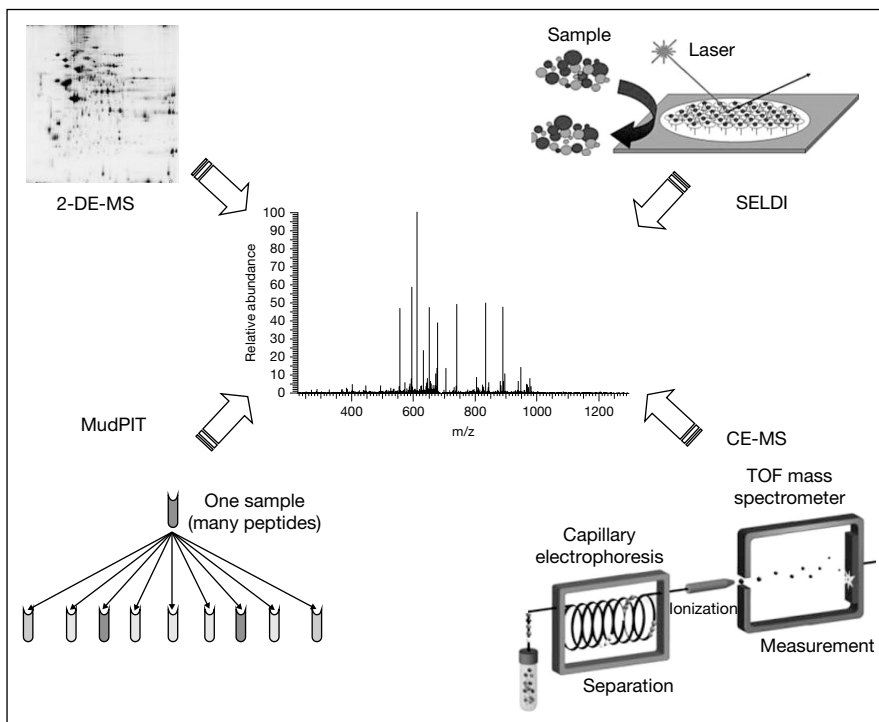 2-DE-MS
Sample
Laser
SELDI
100
90
80
70
60
50
40
30
20
10
0
Relative abundance
400 600 800 1000 1200
m/z
MudPIT
One sample
(many peptides)
CE-MS
TOF mass
spectrometer
Capillary
electrophoresis
Ionization
Measurement
Separation